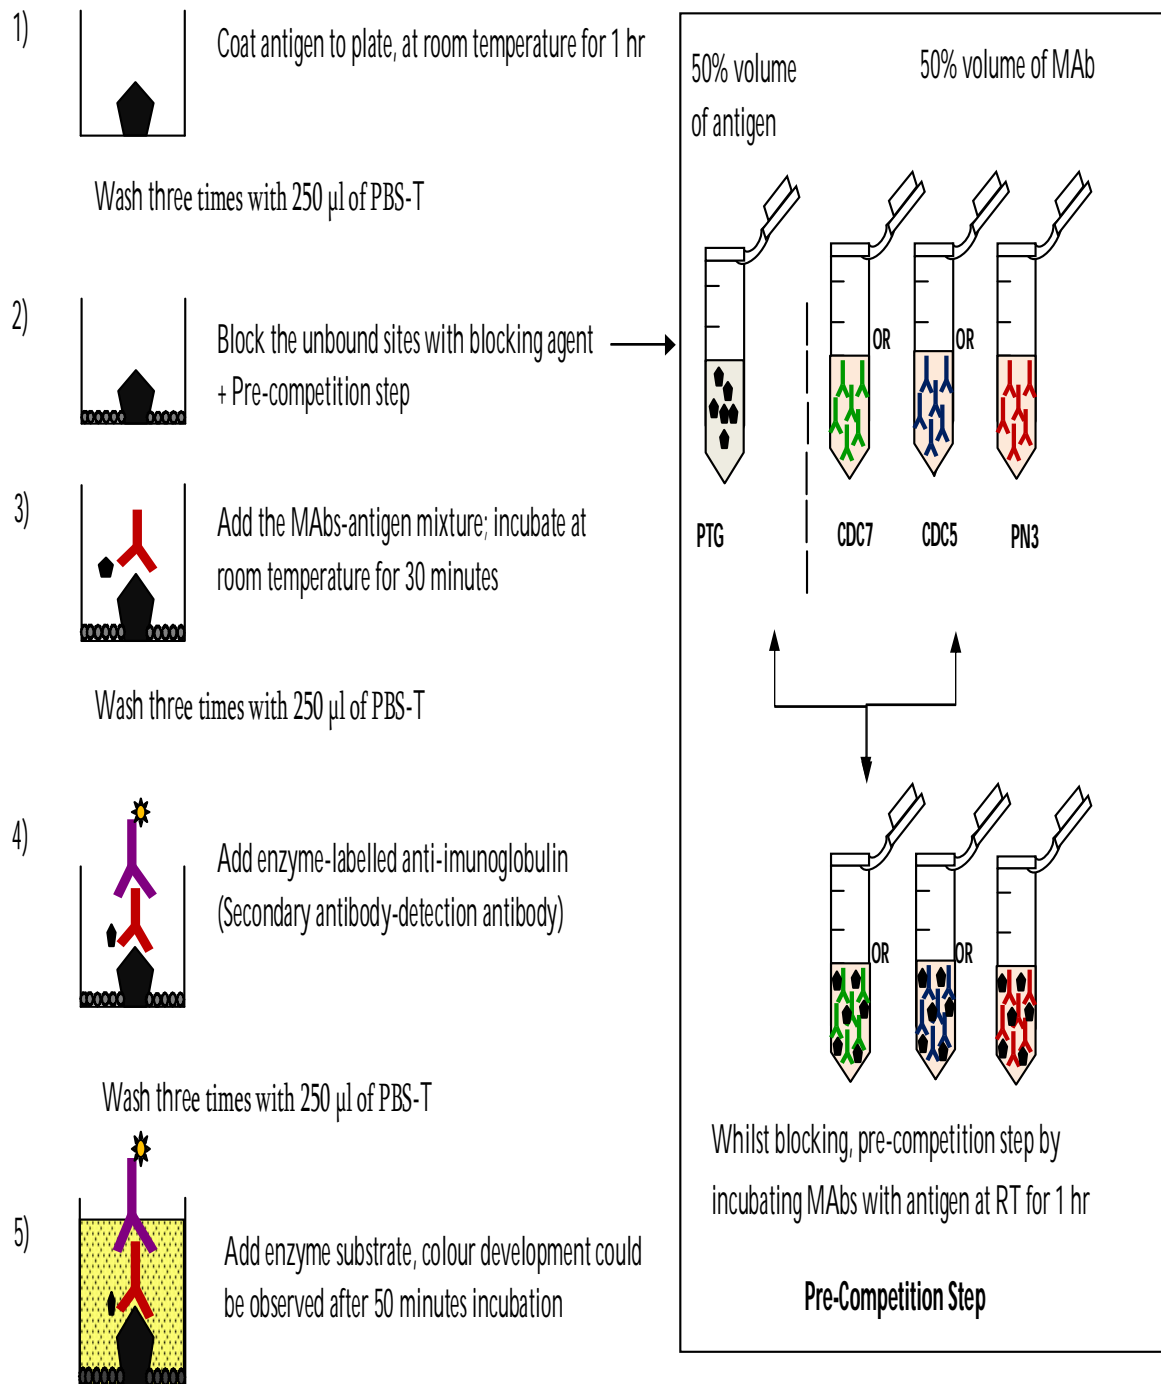 1)
Coat antigen to plate, at room temperature for 1 hr
Wash three times with 250 µl of PBS-T
2)
Block the unbound sites with blocking agent
+ Pre-competition step
3)
Add the MAbs-antigen mixture; incubate at
room temperature for 30 minutes
Wash three times with 250 µl of PBS-T
4)
Add enzyme-labelled anti-imunoglobulin
(Secondary antibody-detection antibody)
Wash three times with 250 µl of PBS-T
5)
Add enzyme substrate, colour development could
be observed after 50 minutes incubation
50% volume
of antigen
50% volume of MAb
OR
OR
PTG
CDC7
CDC5
PN3
OR
OR
Whilst blocking, pre-competition step by
incubating MAbs with antigen at RT for 1 hr
Pre-Competition Step